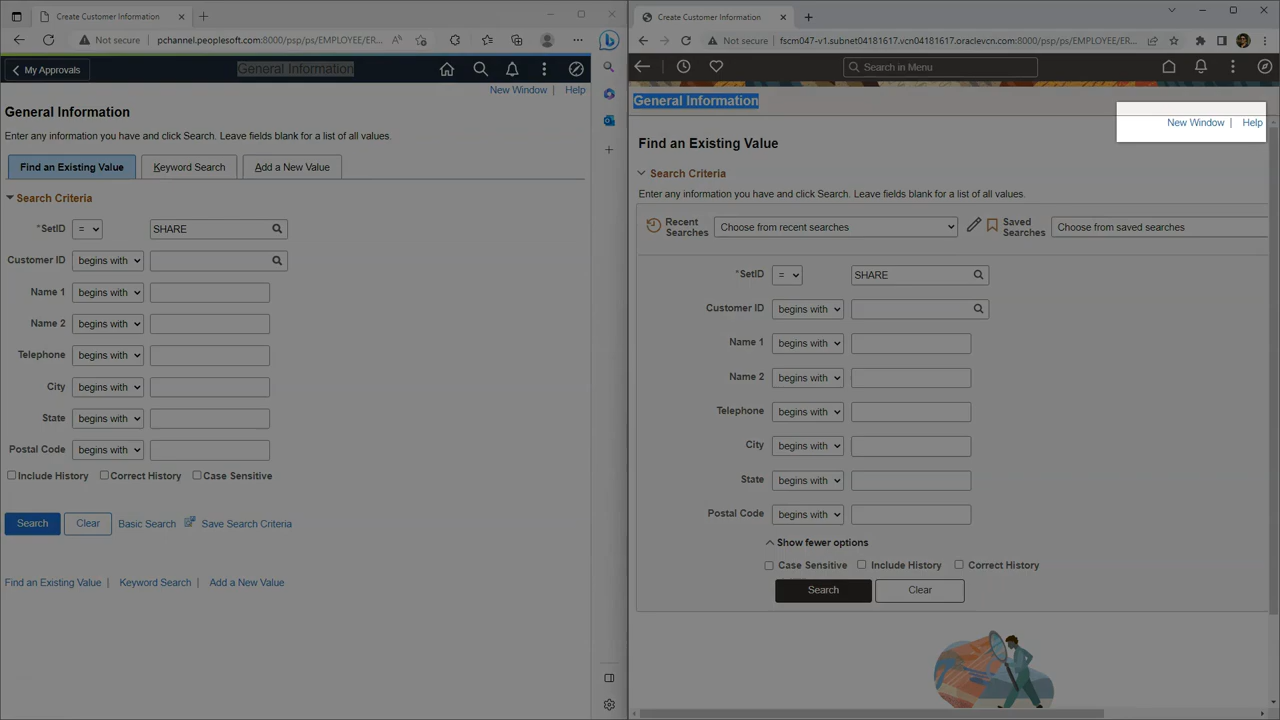 Create Customer Information
Not secure pchannel.peoplesoft.com:8000/psp/ps/EMPLOYEE/ER...
My Approvals
General Information
New Window | Help
General Information
Enter any information you have and click Search. Leave fields blank for a list of all values.
Find an Existing Value Keyword Search Add a New Value
Search Criteria
*SetID = SHARE
Customer ID begins with
Name 1 begins with
Name 2 begins with
Telephone begins with
City begins with
State begins with
Postal Code begins with
Include History Correct History Case Sensitive
Search Clear Basic Search Save Search Criteria
Find an Existing Value | Keyword Search | Add a New Value
Create Customer Information
Not secure fscm047-v1.subnet04181617.vcn04181617.oraclevcn.com:8000/psp/ps/EMPLOYEE/ER...
Search in Menu
General Information
New Window | Help
Find an Existing Value
Search Criteria
Enter any information you have and click Search. Leave fields blank for a list of all values.
Recent Searches Choose from recent searches Saved Searches Choose from saved searches
*SetID = SHARE
Customer ID begins with
Name 1 begins with
Name 2 begins with
Telephone begins with
City begins with
State begins with
Postal Code begins with
Show fewer options
Case Sensitive Include History Correct History
Search Clear